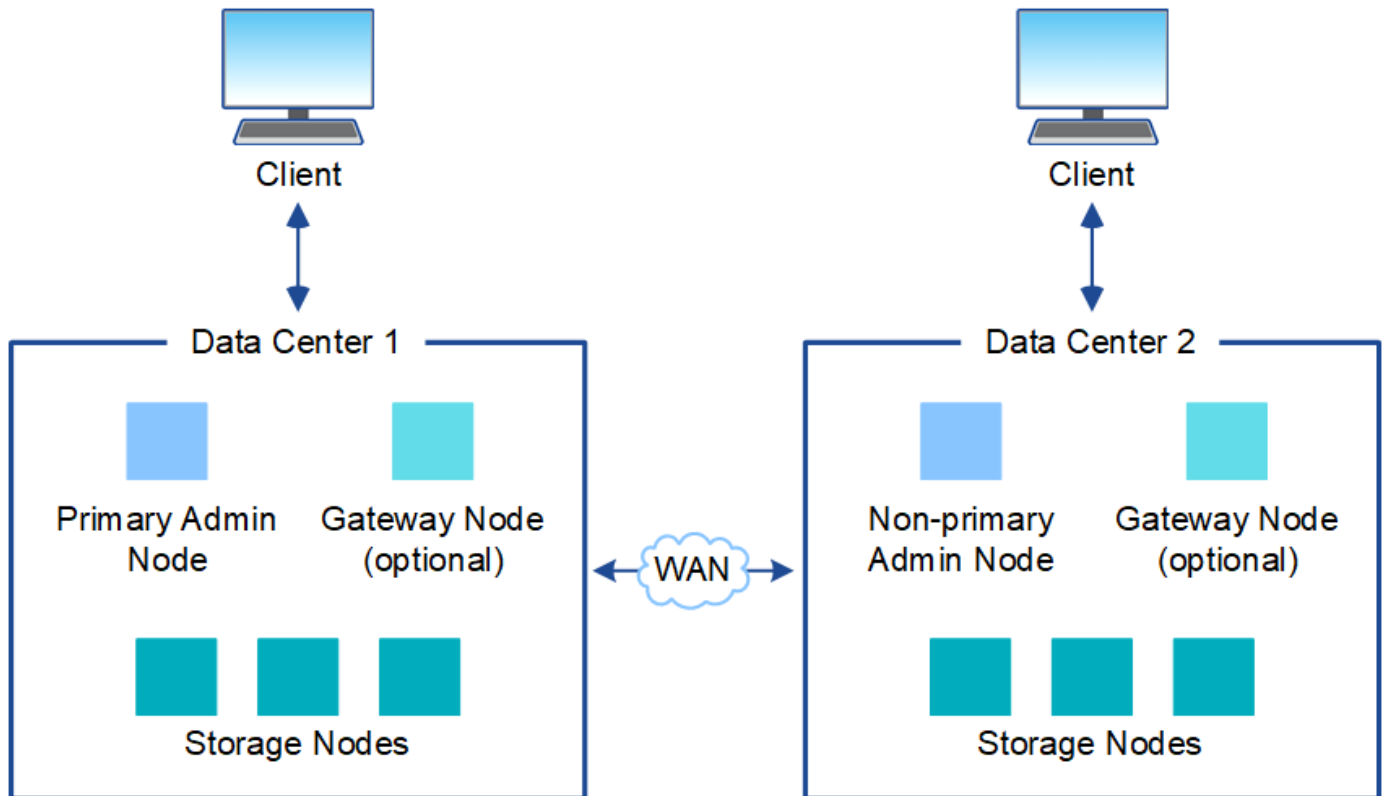 Client
Client
Data Center 1
Data Center 2
Primary Admin
Node
Gateway Node
(optional)
WAN
Non-primary
Admin Node
Gateway Node
(optional)
Storage Nodes
Storage Nodes